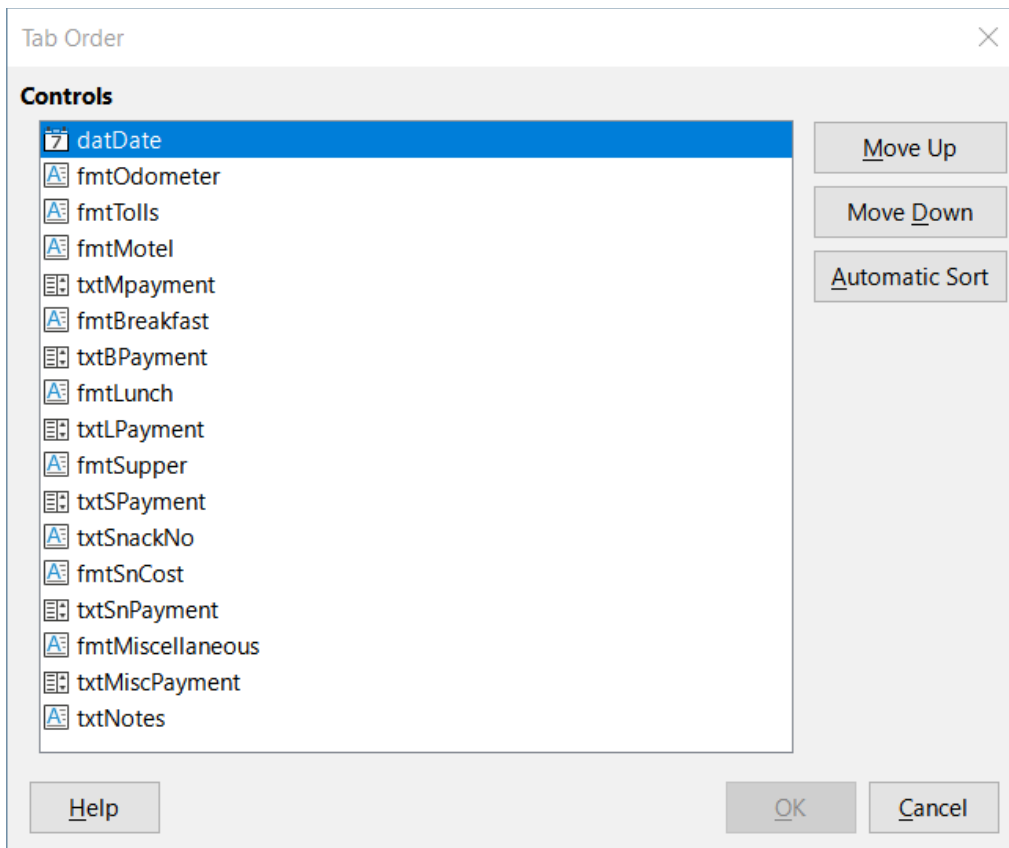 Tab Order
Controls
7 datDate
fmtOdometer
fmtTolls
fmtMotel
txtMpayment
fmtBreakfast
txtBPayment
fmtLunch
txtLPayment
fmtSupper
txtSPayment
txtSnackNo
fmtSnCost
txtSnPayment
fmtMiscellaneous
txtMiscPayment
txtNotes
Move Up
Move Down
Automatic Sort
Help
OK
Cancel